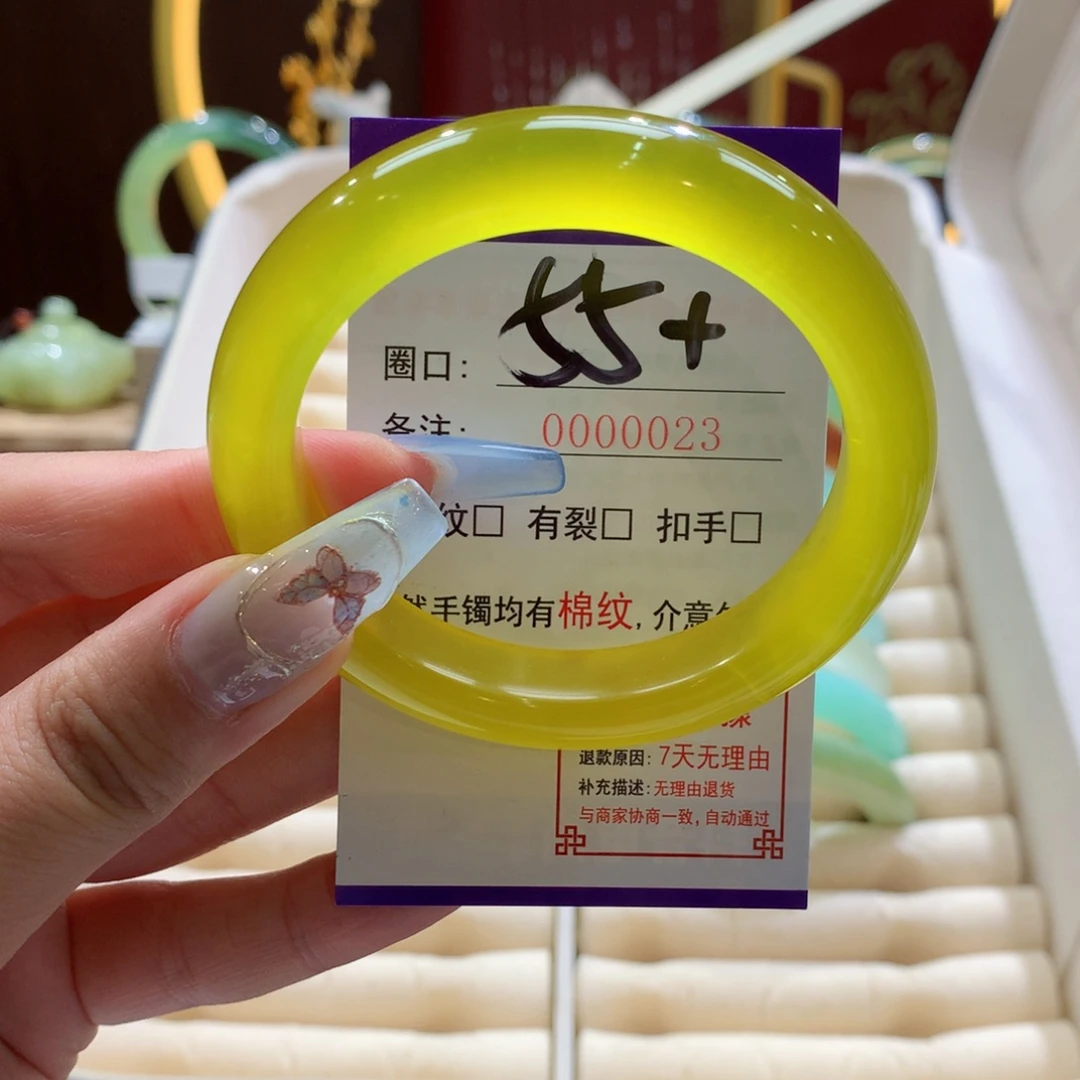 圈口: 55+
备注: 0000023
纹□ 有裂□ 扣手□
手镯均有棉纹, 介意
退款原因: 7天无理由
补充描述: 无理由退货
与商家协商一致, 自动通过